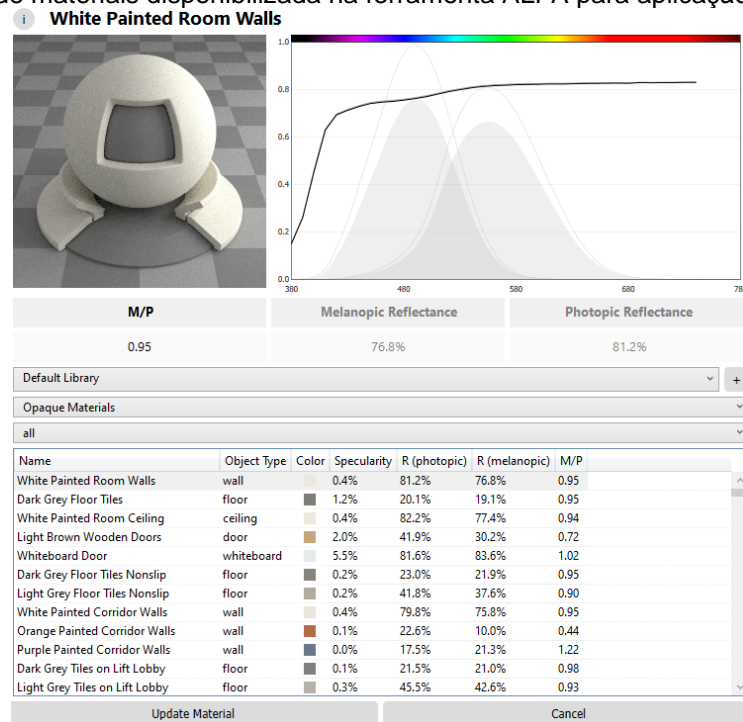 materiais disponibilizada na ferramenta ALFA para aplicação
i White Painted Room Walls
1.0
0.8
0.6
0.4
0.2
0.0
380 480 580 680 78
M/P Melanopic Reflectance Photopic Reflectance
0.95 76.8% 81.2%
Default Library +
Opaque Materials
all
Name Object Type Color Specularity R (photopic) R (melanopic) M/P
White Painted Room Walls wall 0.4% 81.2% 76.8% 0.95
Dark Grey Floor Tiles floor 1.2% 20.1% 19.1% 0.95
White Painted Room Ceiling ceiling 0.4% 82.2% 77.4% 0.94
Light Brown Wooden Doors door 2.0% 41.9% 30.2% 0.72
Whiteboard Door whiteboard 5.5% 81.6% 83.6% 1.02
Dark Grey Floor Tiles Nonslip floor 0.2% 23.0% 21.9% 0.95
Light Grey Floor Tiles Nonslip floor 0.2% 41.8% 37.6% 0.90
White Painted Corridor Walls wall 0.4% 79.8% 75.8% 0.95
Orange Painted Corridor Walls wall 0.1% 22.6% 10.0% 0.44
Purple Painted Corridor Walls wall 0.0% 17.5% 21.3% 1.22
Dark Grey Tiles on Lift Lobby floor 0.1% 21.5% 21.0% 0.98
Light Grey Tiles on Lift Lobby floor 0.3% 45.5% 42.6% 0.93
Update Material Cancel